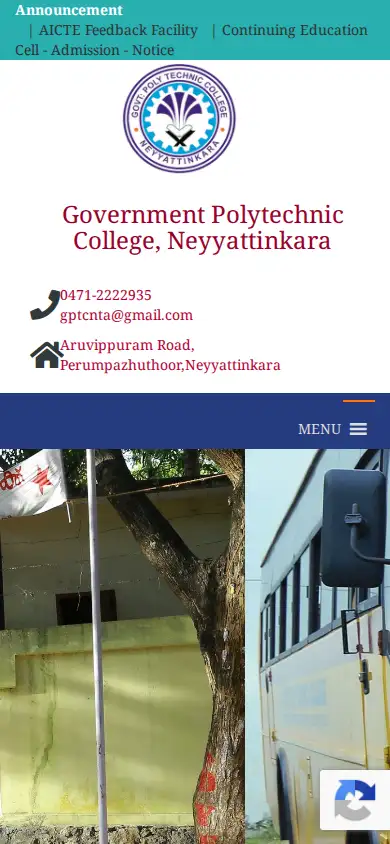 Announcement
| AICTE Feedback Facility | Continuing Education
Cell - Admission - Notice
GOVT: POLY TECHNIC COLLEGE
NEYYATTINKARA
Government Polytechnic
College, Neyyattinkara
0471-2222935
gptcnta@gmail.com
Aruvippuram Road,
Perumpazhuthoor,Neyyattinkara
MENU